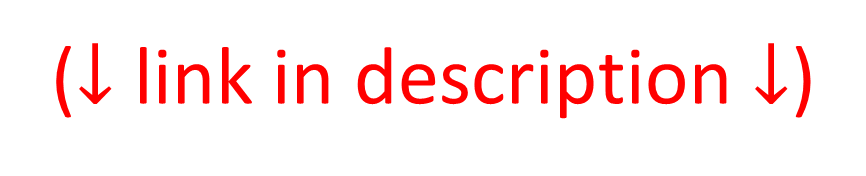 (↓ link in description ↓)